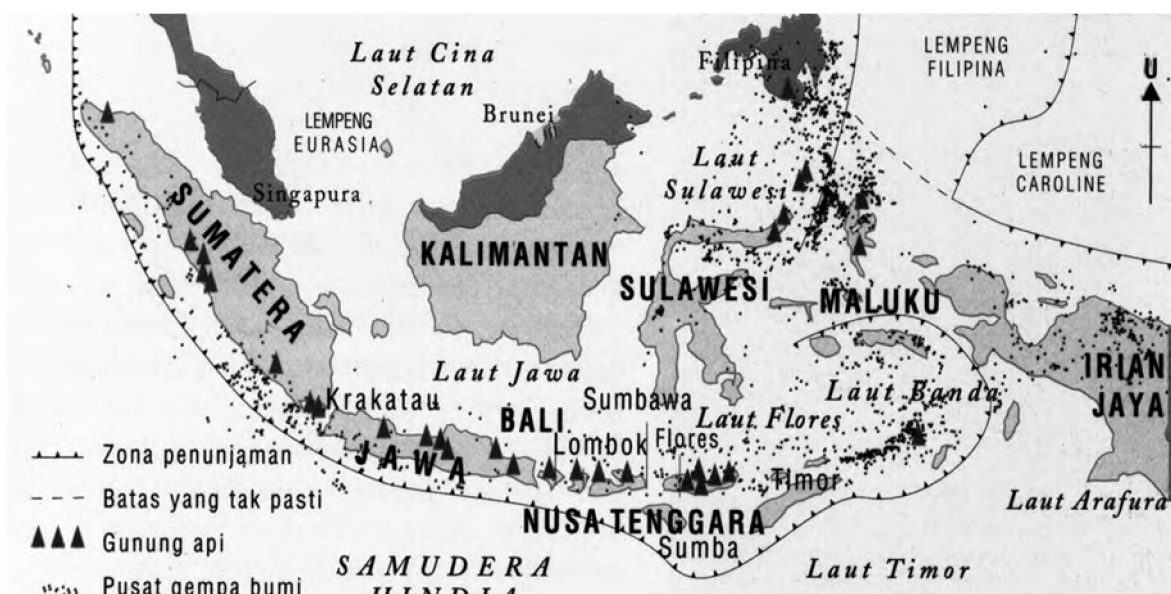 Laut Cina
Selatan
Filipina
LEMPENG
FILIPINA
U
Brunei
LEMPENG
EURASIA
Laut
Sulawesi
LEMPENG
CAROLINE
Singapura
SUMATERA
KALIMANTAN
SULAWESI
MALUKU
IRIAN
JAYA
Laut Jawa
Sumbawa
Laut Banda
Krakatau
BALI
Laut Flores
Lombok
Flores
JAWA
Timor
Zona penunjaman
Batas yang tak pasti
Laut Arafura
NUSA TENGGARA
Sumba
Gunung api
SAMUDERA
HINDIA
Laut Timor
Pusat gempa bumi